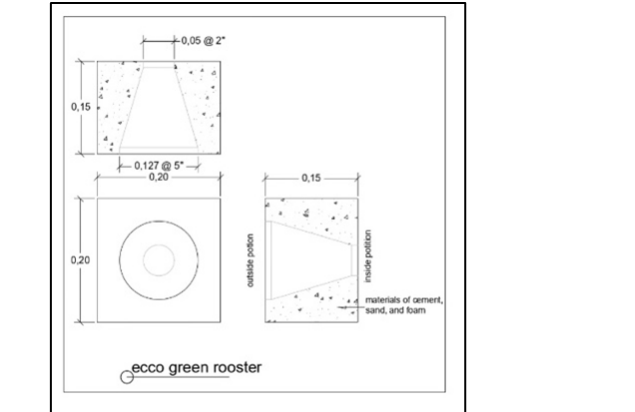 0,05 @ 2"
0,15
0,127 @ 5"
0,20
0,15
0,20
outside potion
inside potition
materials of cement,
sand, and foam
ecco green rooster